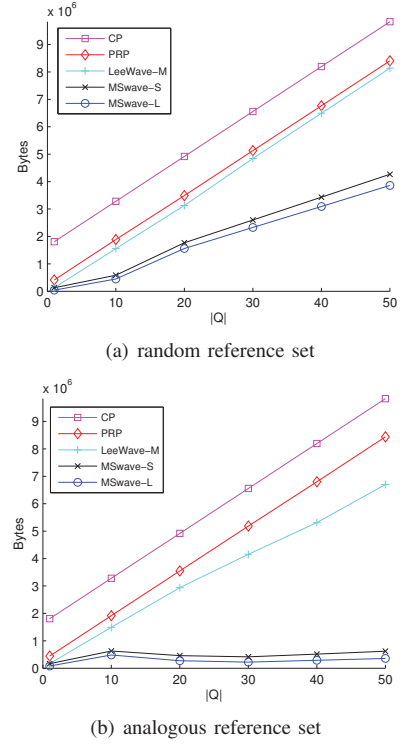 x 10^6
9
8
7
6
5
4
3
2
1
0
Bytes
CP
PRP
LeeWave-M
MSwave-S
MSwave-L
0 10 20 30 40 50
|Q|
(a) random reference set
x 10^6
9
8
7
6
5
4
3
2
1
0
Bytes
CP
PRP
LeeWave-M
MSwave-S
MSwave-L
0 10 20 30 40 50
|Q|
(b) analogous reference set